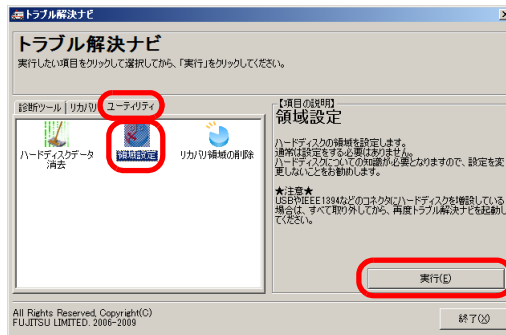 トラブル解決ナビ
トラブル解決ナビ
実行したい項目をクリックして選択してから、「実行」をクリックしてください。
診断ツール リカバリ ユーティリティ
ハードディスクデータ
消去
領域設定
リカバリ領域の削除
【項目の説明】
領域設定
ハードディスクの領域を設定します。
通常は設定をする必要はありません。
ハードディスクについての知識が必要となりますので、設定を変
更しないことをお勧めします。
★注意★
USBやIEEE1394などのコネクタにハードディスクを増設している
場合は、すべて取り外してから、再度トラブル解決ナビを起動し
てください。
実行(E)
All Rights Reserved, Copyright(C)
FUJITSU LIMITED. 2006-2009
終了(X)